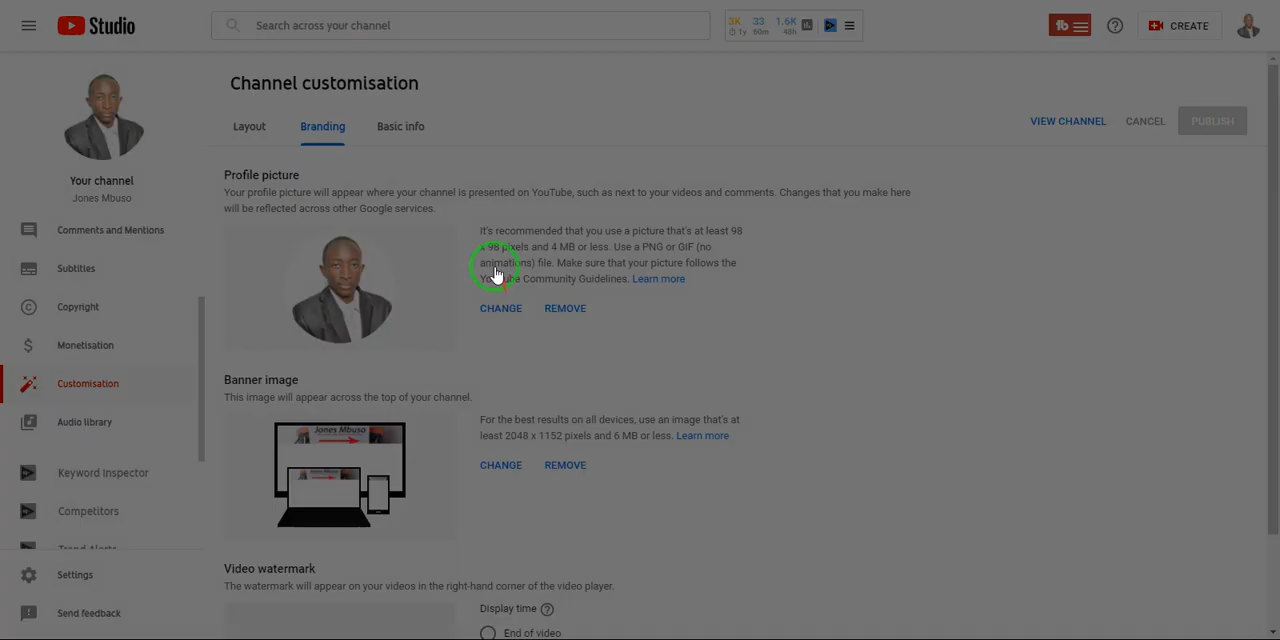 Studio
Search across your channel
3K 33 1.6K
1y 60m 48h
tb
CREATE
Channel customisation
Layout Branding Basic info
VIEW CHANNEL CANCEL PUBLISH
Your channel
Jones Mbuso
Comments and Mentions
Subtitles
Copyright
Monetisation
Customisation
Audio library
Keyword Inspector
Competitors
Trend Alerts
Settings
Send feedback
Profile picture
Your profile picture will appear where your channel is presented on YouTube, such as next to your videos and comments. Changes that you make here
will be reflected across other Google services.
It's recommended that you use a picture that's at least 98
x 98 pixels and 4 MB or less. Use a PNG or GIF (no
animations) file. Make sure that your picture follows the
YouTube Community Guidelines. Learn more
CHANGE REMOVE
Banner image
This image will appear across the top of your channel.
Jones Mbuso
For the best results on all devices, use an image that's at
least 2048 x 1152 pixels and 6 MB or less. Learn more
CHANGE REMOVE
Video watermark
The watermark will appear on your videos in the right-hand corner of the video player.
Display time
End of video